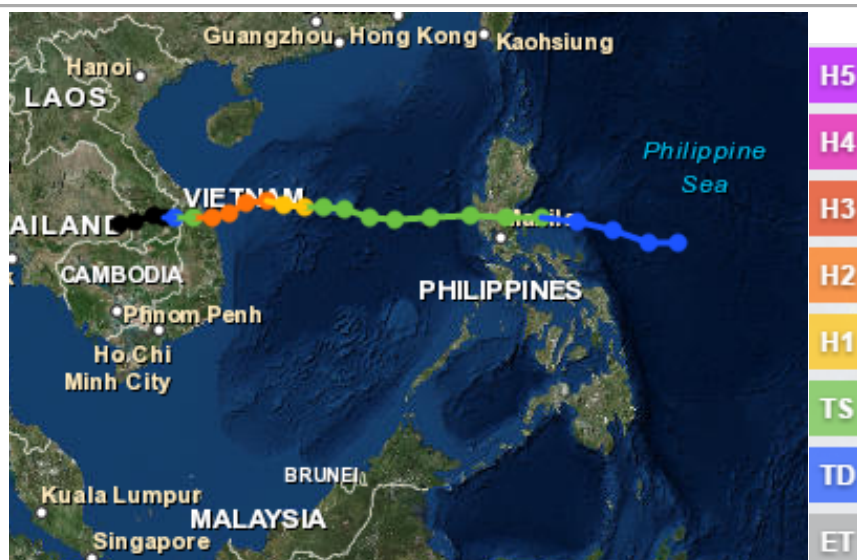 Guangzhou
Hong Kong
Kaohsiung
Hanoi
LAOS
Philippine
Sea
VIETNAM
AILAND
CAMBODIA
PHILIPPINES
Phnom Penh
Ho Chi
Minh City
BRUNEI
Kuala Lumpur
MALAYSIA
Singapore
H5
H4
H3
H2
H1
TS
TD
ET